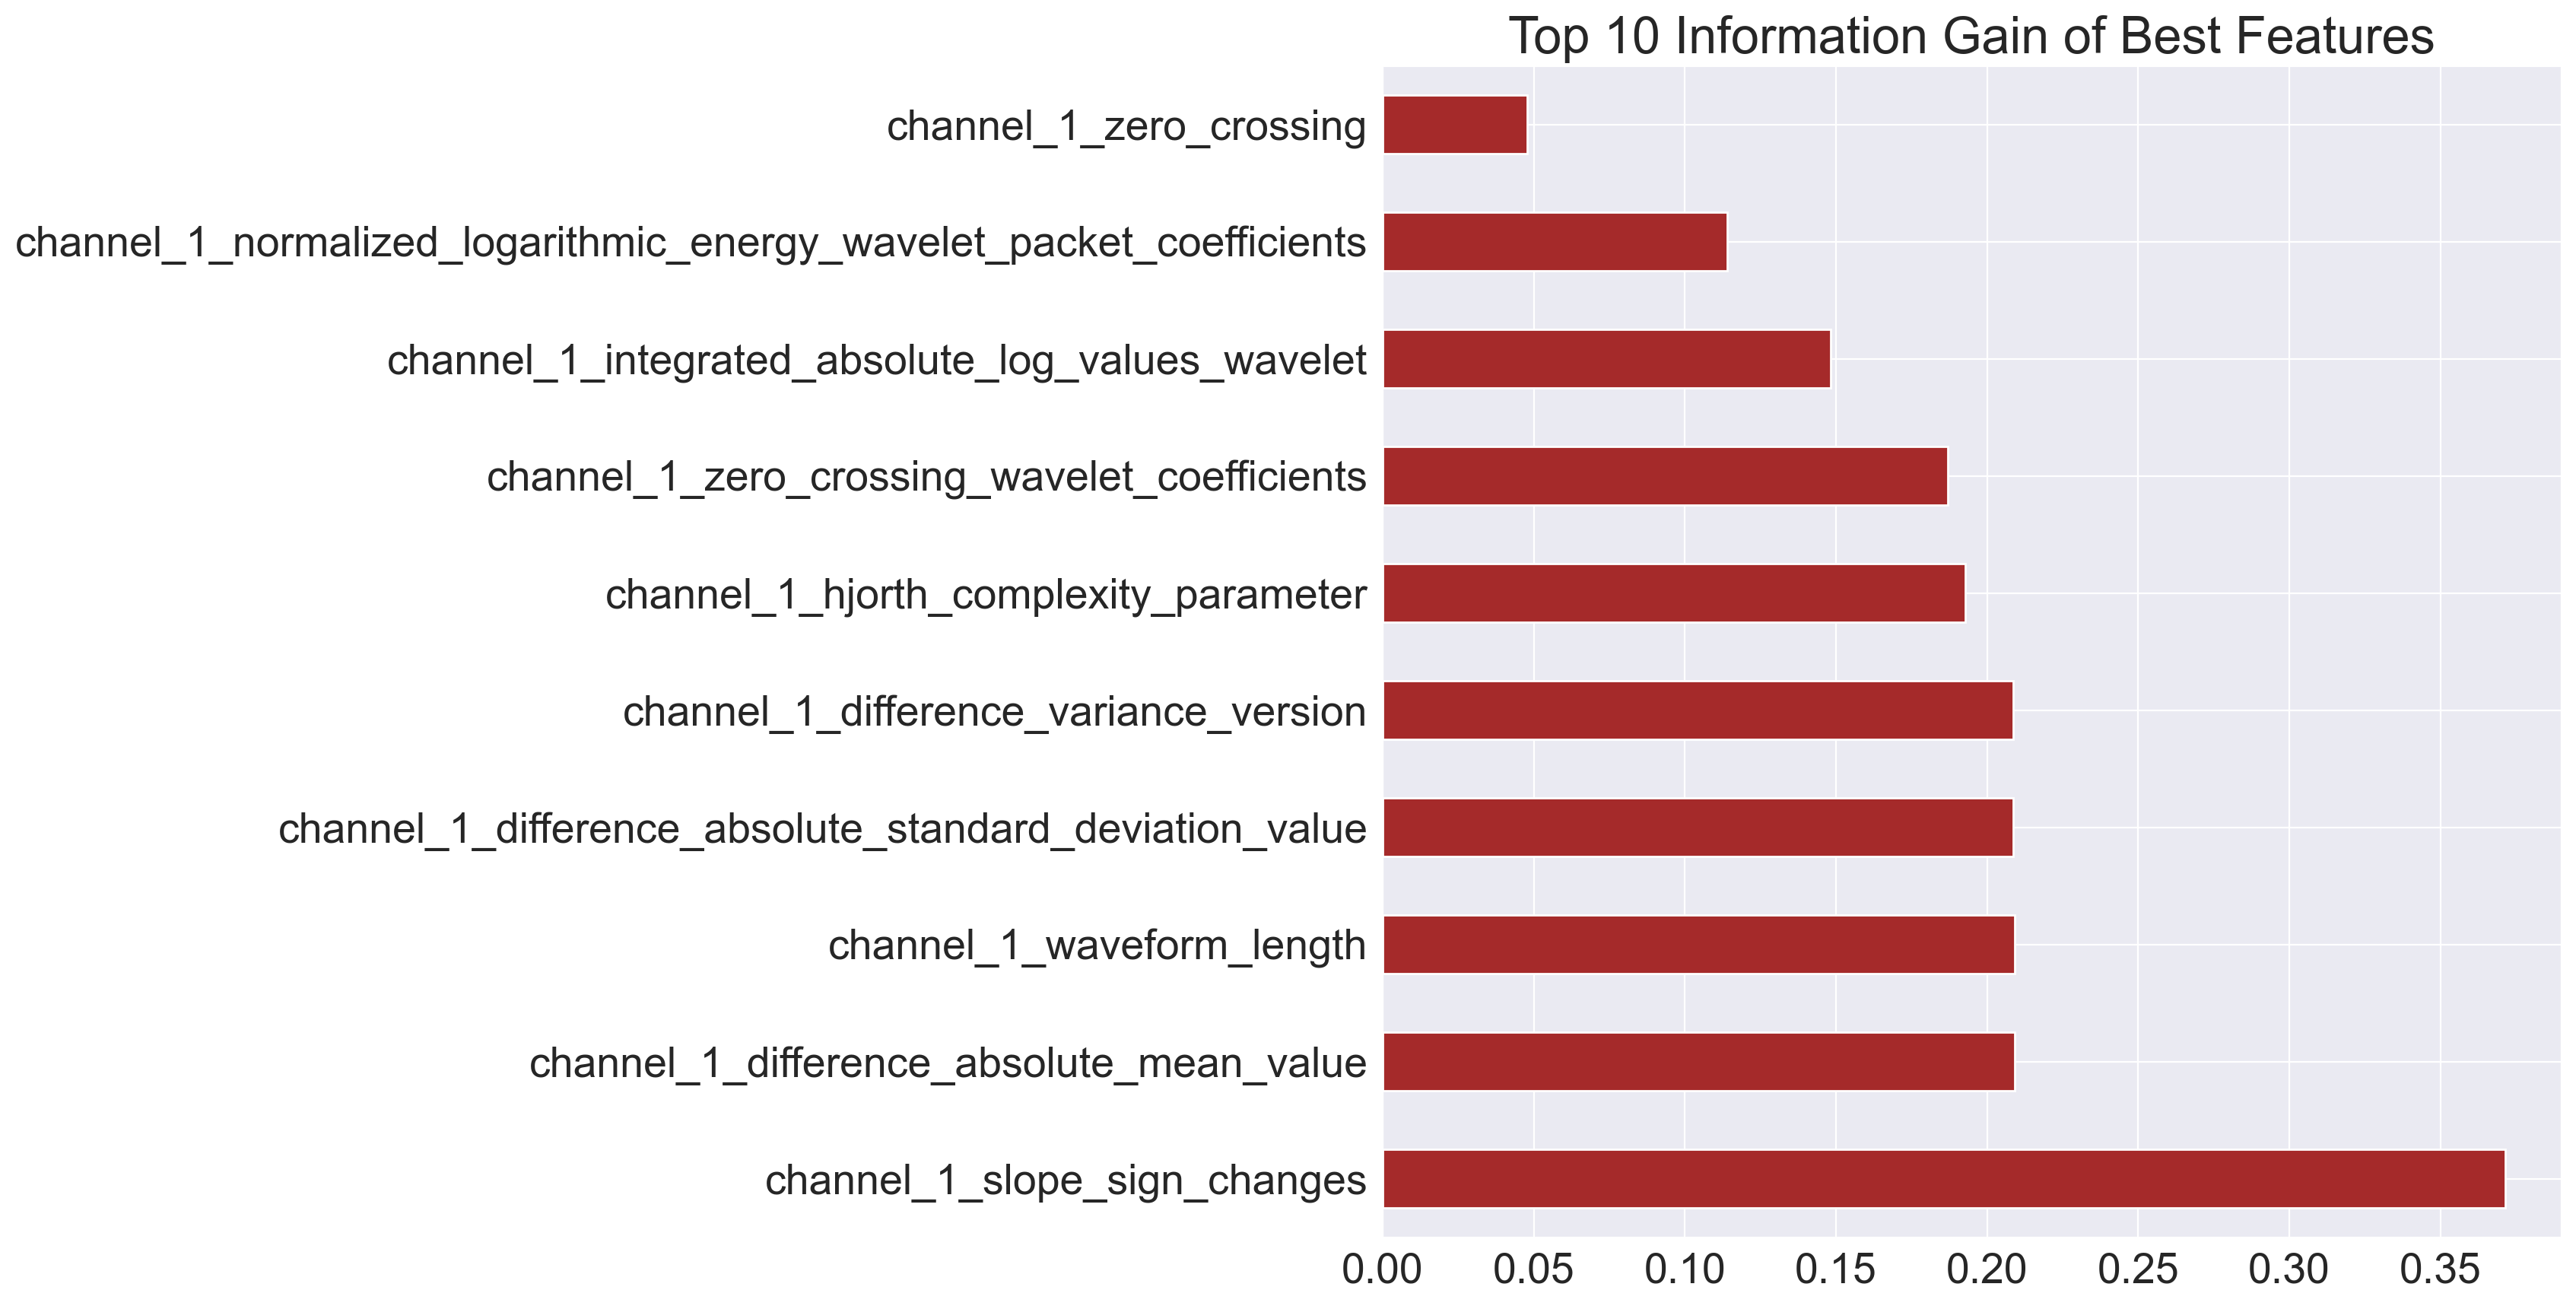 Top 10 Information Gain of Best Features
channel_1_zero_crossing
channel_1_normalized_logarithmic_energy_wavelet_packet_coefficients
channel_1_integrated_absolute_log_values_wavelet
channel_1_zero_crossing_wavelet_coefficients
channel_1_hjorth_complexity_parameter
channel_1_difference_variance_version
channel_1_difference_absolute_standard_deviation_value
channel_1_waveform_length
channel_1_difference_absolute_mean_value
channel_1_slope_sign_changes
0.00 0.05 0.10 0.15 0.20 0.25 0.30 0.35